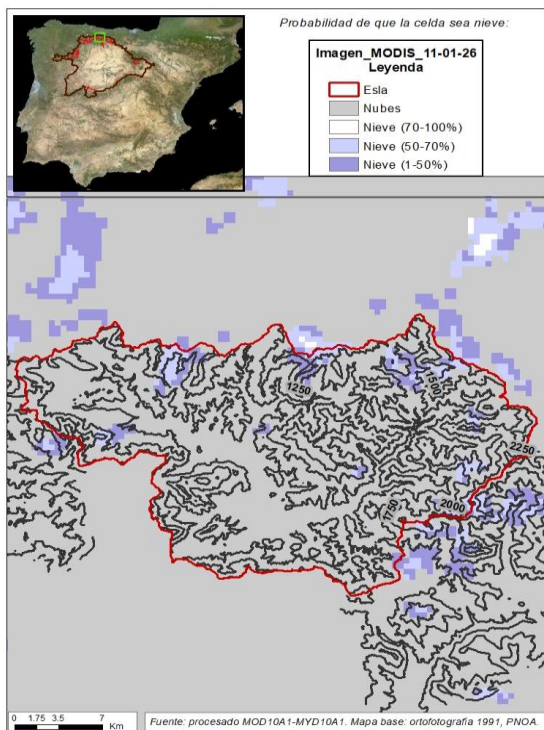 Probabilidad de que la celda sea nieve:
Imagen_MODIS_11-01-26
Leyenda
Esla
Nubes
Nieve (70-100%)
Nieve (50-70%)
Nieve (1-50%)
1250
1500
2250
2000
1750
0 1.75 3.5 7
Km
Fuente: procesado MOD10A1-MYD10A1. Mapa base: ortofotografía 1991, PNOA.